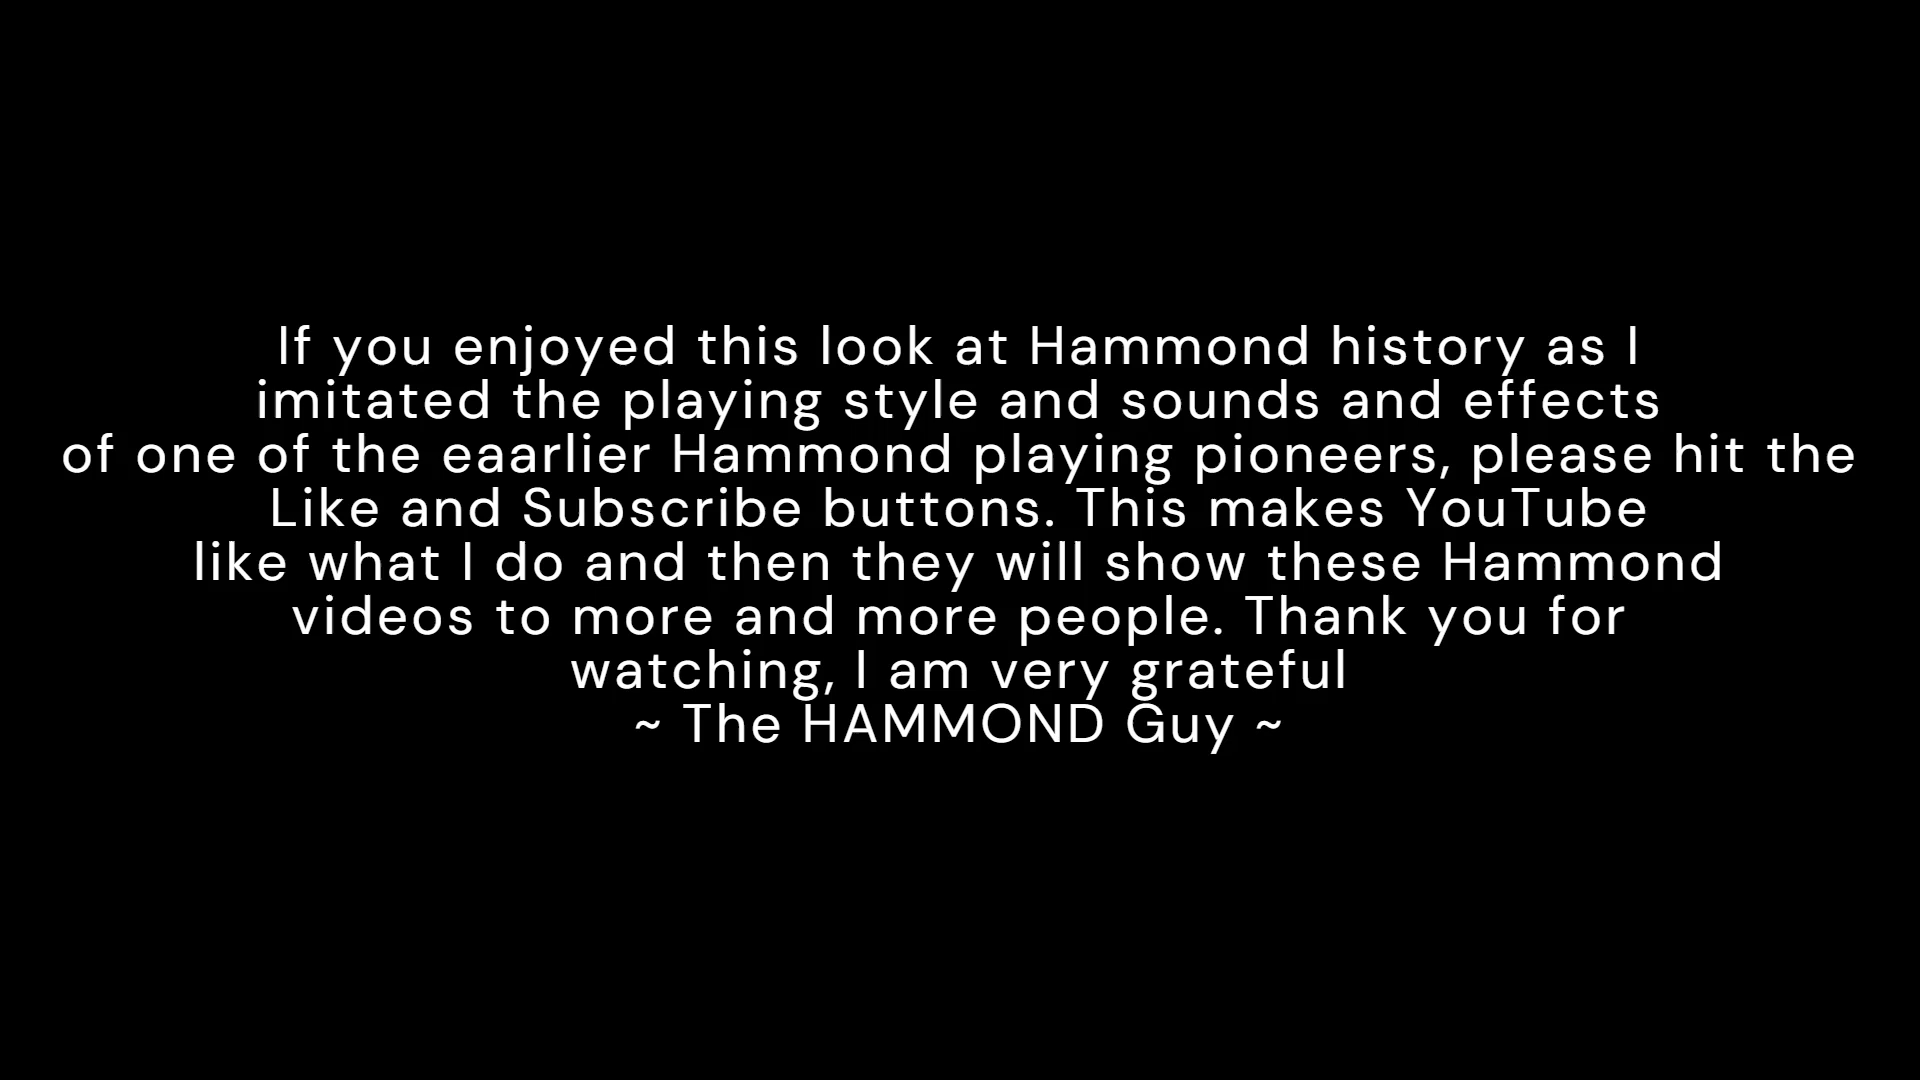 If you enjoyed this look at Hammond history as I
imitated the playing style and sounds and effects
of one of the eaarlier Hammond playing pioneers, please hit the
Like and Subscribe buttons. This makes YouTube
like what I do and then they will show these Hammond
videos to more and more people. Thank you for
watching, I am very grateful
~ The HAMMOND Guy ~